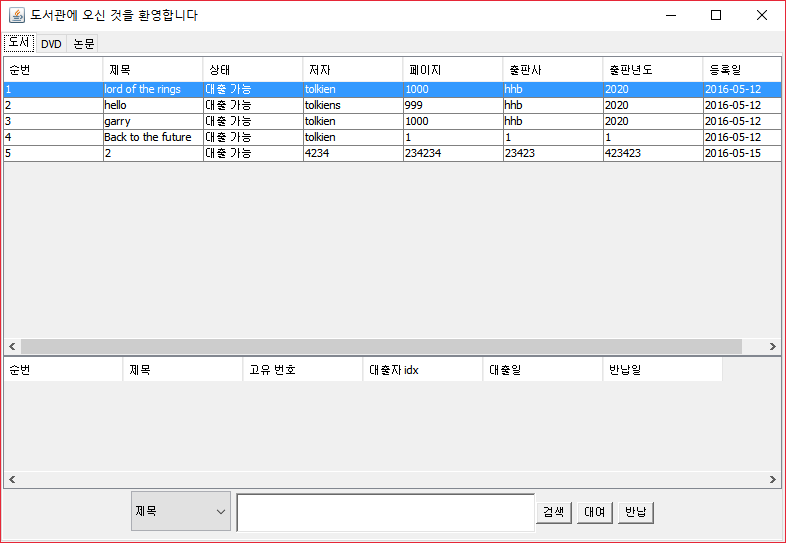 도서관에 오신 것을 환영합니다
도서 DVD 논문
순번 제목 상태 저자 페이지 출판사 출판년도 등록일
1 lord of the rings 대출 가능 tolkien 1000 hhb 2020 2016-05-12
2 hello 대출 가능 tolkiens 999 hhb 2020 2016-05-12
3 garry 대출 가능 tolkien 1000 hhb 2020 2016-05-12
4 Back to the future 대출 가능 tolkien 1 1 1 2016-05-12
5 2 대출 가능 4234 234234 23423 423423 2016-05-15
순번 제목 고유 번호 대출자 idx 대출일 반납일
제목 검색 대여 반납